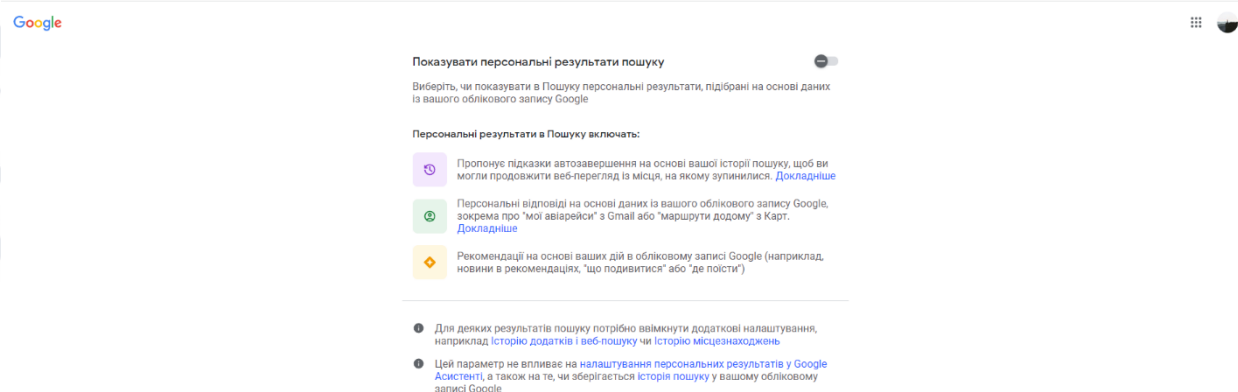 Google
Показувати персональні результати пошуку
Виберіть, чи показувати в Пошуку персональні результати, підібрані на основі даних
із вашого облікового запису Google
Персональні результати в Пошуку включають:
Пропонує підказки автозавершення на основі вашої історії пошуку, щоб ви
могли продовжити веб-перегляд із місця, на якому зупинилися. Докладніше
Персональні відповіді на основі даних із вашого облікового запису Google,
зокрема про "мої авіарейси" з Gmail або "маршрути додому" з Карт.
Докладніше
Рекомендації на основі ваших дій в обліковому записі Google (наприклад,
новини в рекомендаціях, "що подивитися" або "де поїсти")
Для деяких результатів пошуку потрібно ввімкнути додаткові налаштування,
наприклад Історію додатків і веб-пошуку чи Історію місцезнаходжень
Цей параметр не впливає на налаштування персональних результатів у Google
Асистенті, а також на те, чи зберігається історія пошуку у вашому обліковому
записі Google